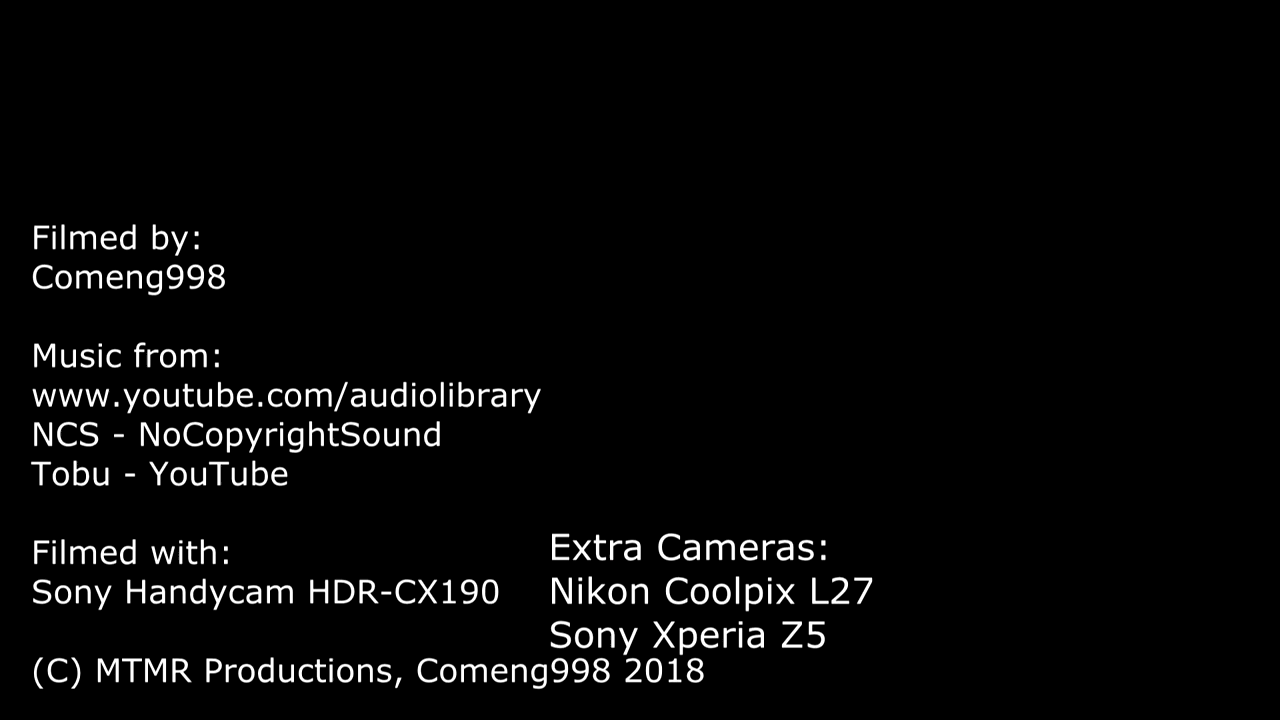 Filmed by:
Comeng998
Music from:
www.youtube.com/audiolibrary
NCS - NoCopyrightSound
Tobu - YouTube
Filmed with:
Sony Handycam HDR-CX190
Extra Cameras:
Nikon Coolpix L27
Sony Xperia Z5
(C) MTMR Productions, Comeng998 2018